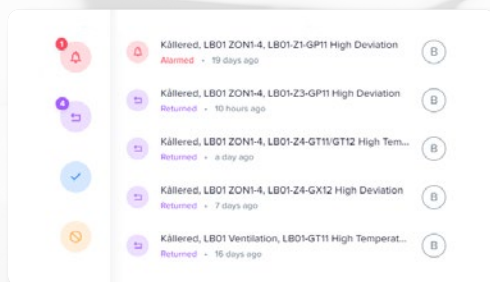 1
Kållered, LB01 ZON1-4, LB01-Z1-GP11 High Deviation
B
Alarmed • 19 days ago
4
Kållered, LB01 ZON1-4, LB01-Z3-GP11 High Deviation
B
Returned • 10 hours ago
Kållered, LB01 ZON1-4, LB01-Z4-GT11/GT12 High Tem...
B
Returned • a day ago
Kållered, LB01 ZON1-4, LB01-Z4-GX12 High Deviation
B
Returned • 7 days ago
Kållered, LB01 Ventilation, LB01-GT11 High Temperat...
B
Returned • 16 days ago